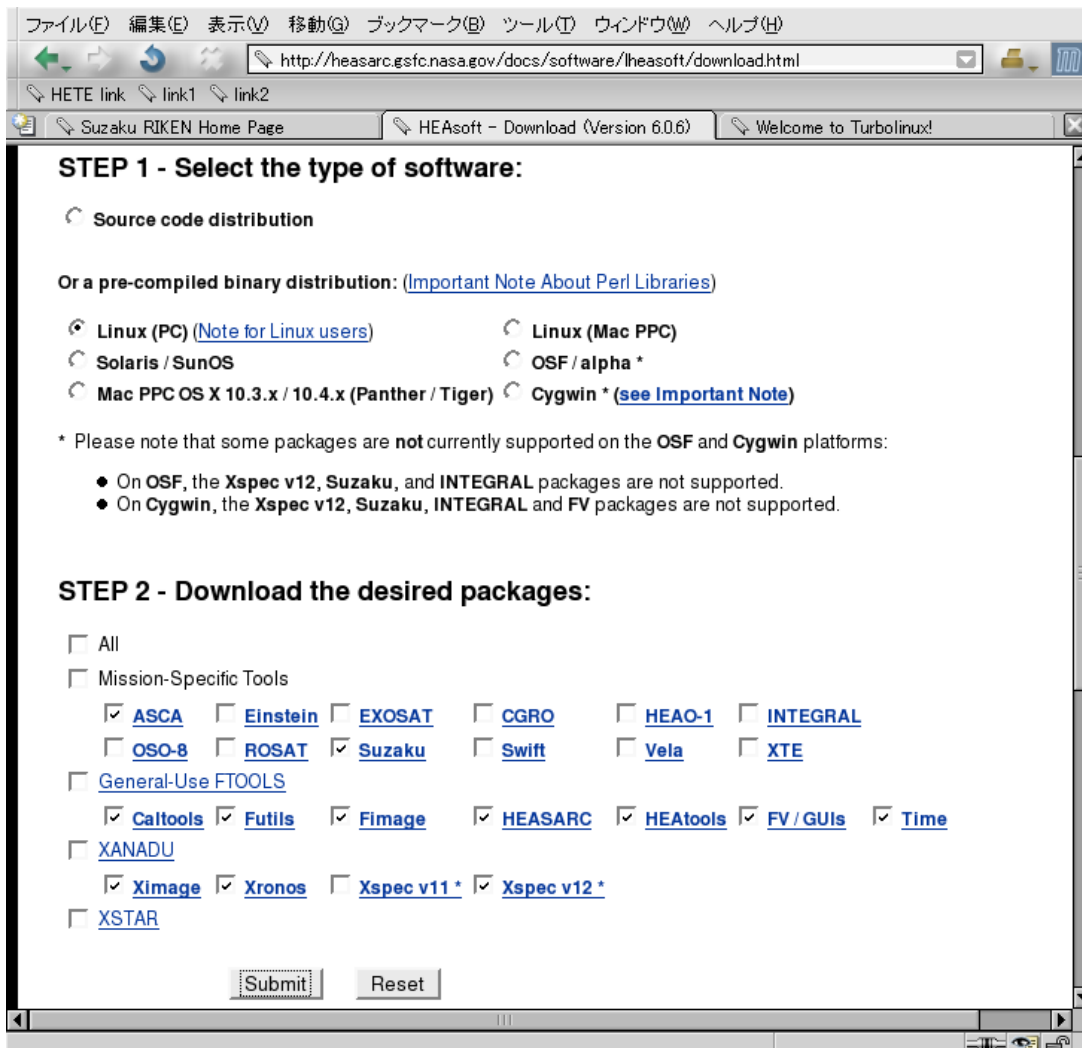 ファイル(F) 編集(E) 表示(V) 移動(G) ブックマーク(B) ツール(T) ウィンドウ(W) ヘルプ(H)
http://heasarc.gsfc.nasa.gov/docs/software/lheasoft/download.html
HETE link link1 link2
Suzaku RIKEN Home Page HEAsoft - Download (Version 6.0.6) Welcome to Turbolinux!
STEP 1 - Select the type of software:
Source code distribution
Or a pre-compiled binary distribution: (Important Note About Perl Libraries)
Linux (PC) (Note for Linux users) Linux (Mac PPC)
Solaris / SunOS OSF / alpha *
Mac PPC OS X 10.3.x / 10.4.x (Panther / Tiger) Cygwin * (see Important Note)
* Please note that some packages are not currently supported on the OSF and Cygwin platforms:
● On OSF, the Xspec v12, Suzaku, and INTEGRAL packages are not supported.
● On Cygwin, the Xspec v12, Suzaku, INTEGRAL and FV packages are not supported.
STEP 2 - Download the desired packages:
All
Mission-Specific Tools
ASCA Einstein EXOSAT CGRO HEAO-1 INTEGRAL
OSO-8 ROSAT Suzaku Swift Vela XTE
General-Use FTOOLS
Caltools Futils Fimage HEASARC HEAtools FV / GUIs Time
XANADU
Ximage Xronos Xspec v11 * Xspec v12 *
XSTAR
Submit Reset